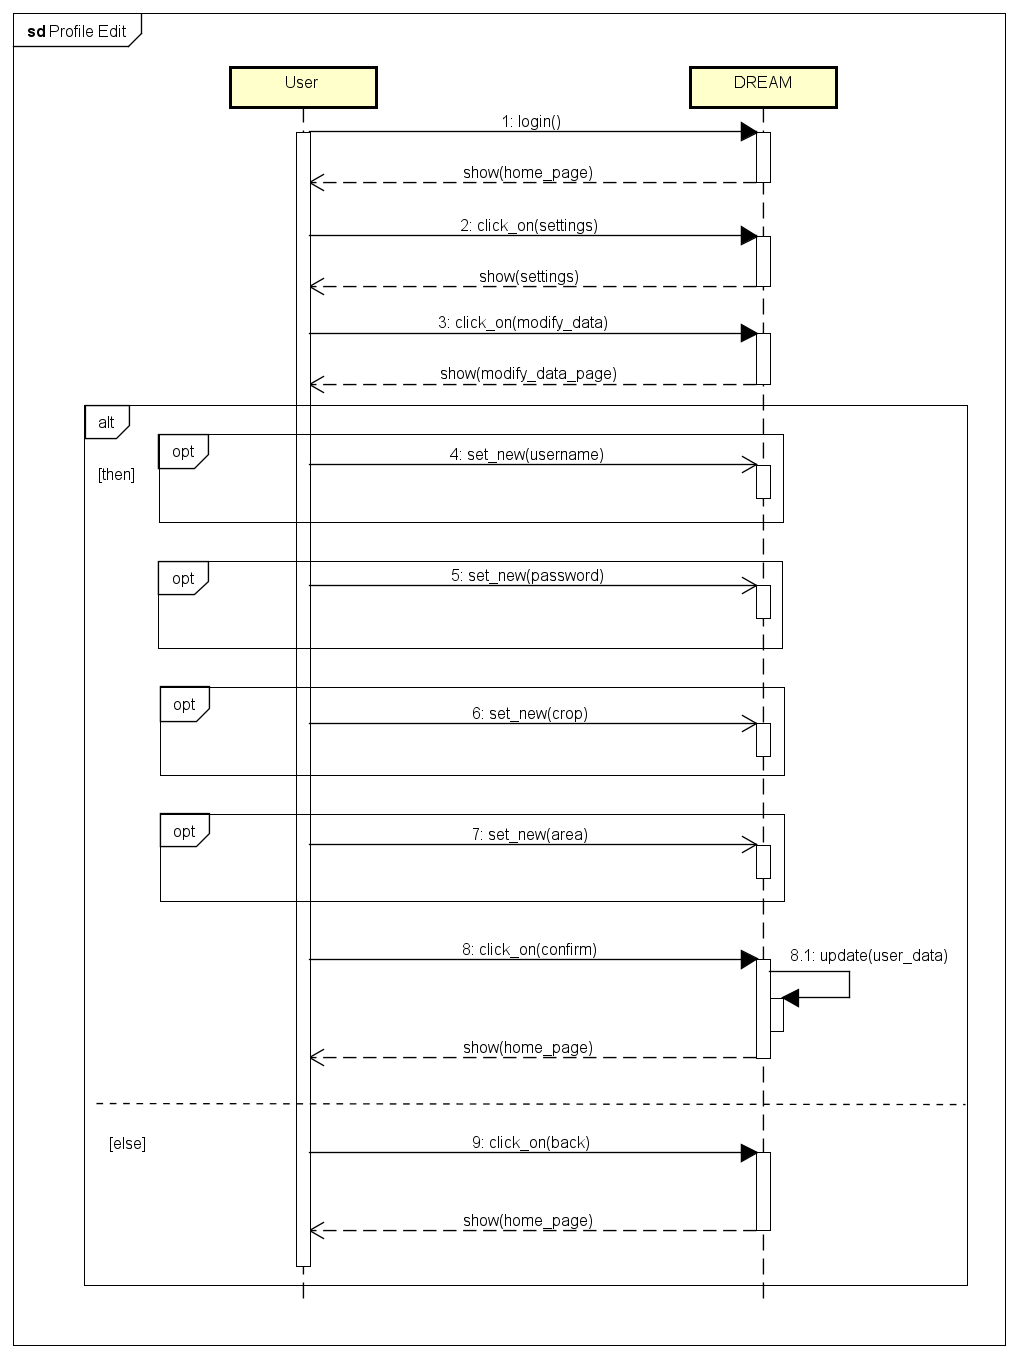 sd Profile Edit
User
DREAM
1: login()
show(home_page)
2: click_on(settings)
show(settings)
3: click_on(modify_data)
show(modify_data_page)
alt
opt
4: set_new(username)
[then]
opt
5: set_new(password)
opt
6: set_new(crop)
opt
7: set_new(area)
8: click_on(confirm)
8.1: update(user_data)
show(home_page)
[else]
9: click_on(back)
show(home_page)